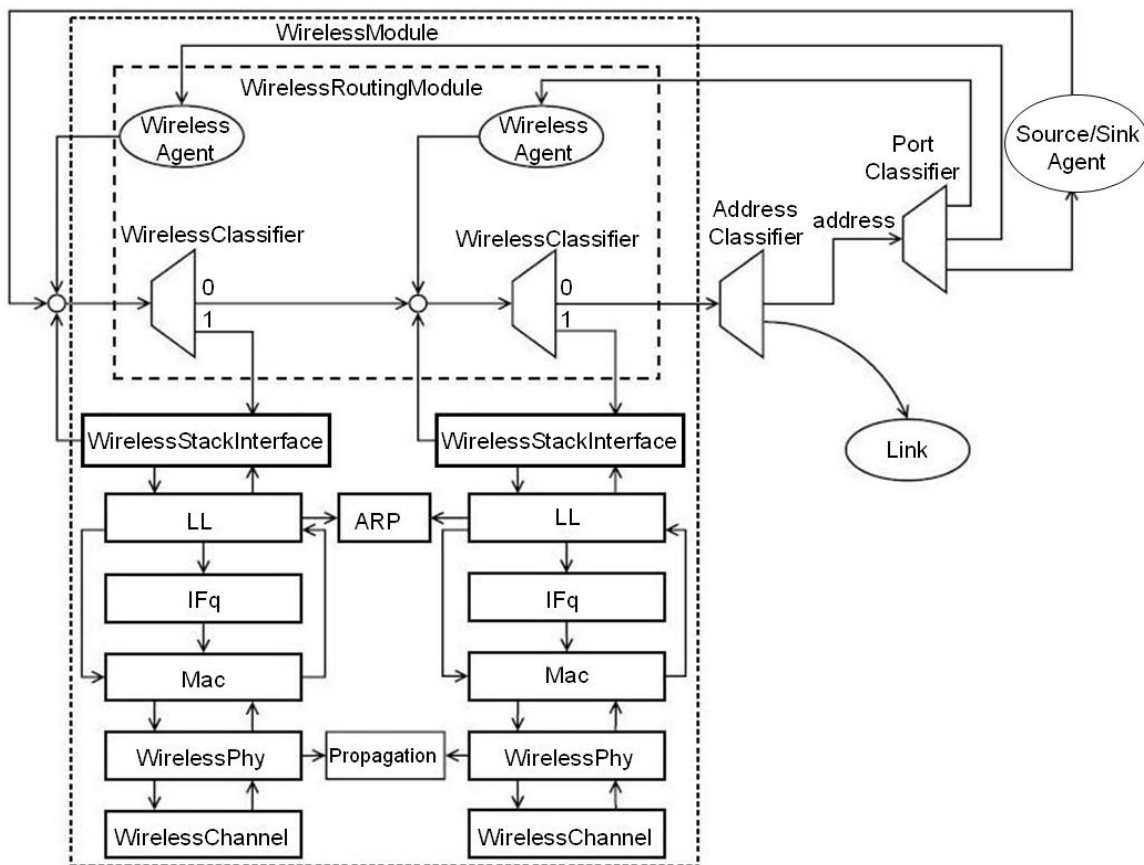 WirelessModule
WirelessRoutingModule
Wireless
Agent
Wireless
Agent
Source/Sink
Agent
Port
Classifier
Address
Classifier
address
WirelessClassifier
WirelessClassifier
0
1
0
1
WirelessStackInterface
WirelessStackInterface
Link
LL
ARP
LL
IFq
IFq
Mac
Mac
WirelessPhy
Propagation
WirelessPhy
WirelessChannel
WirelessChannel